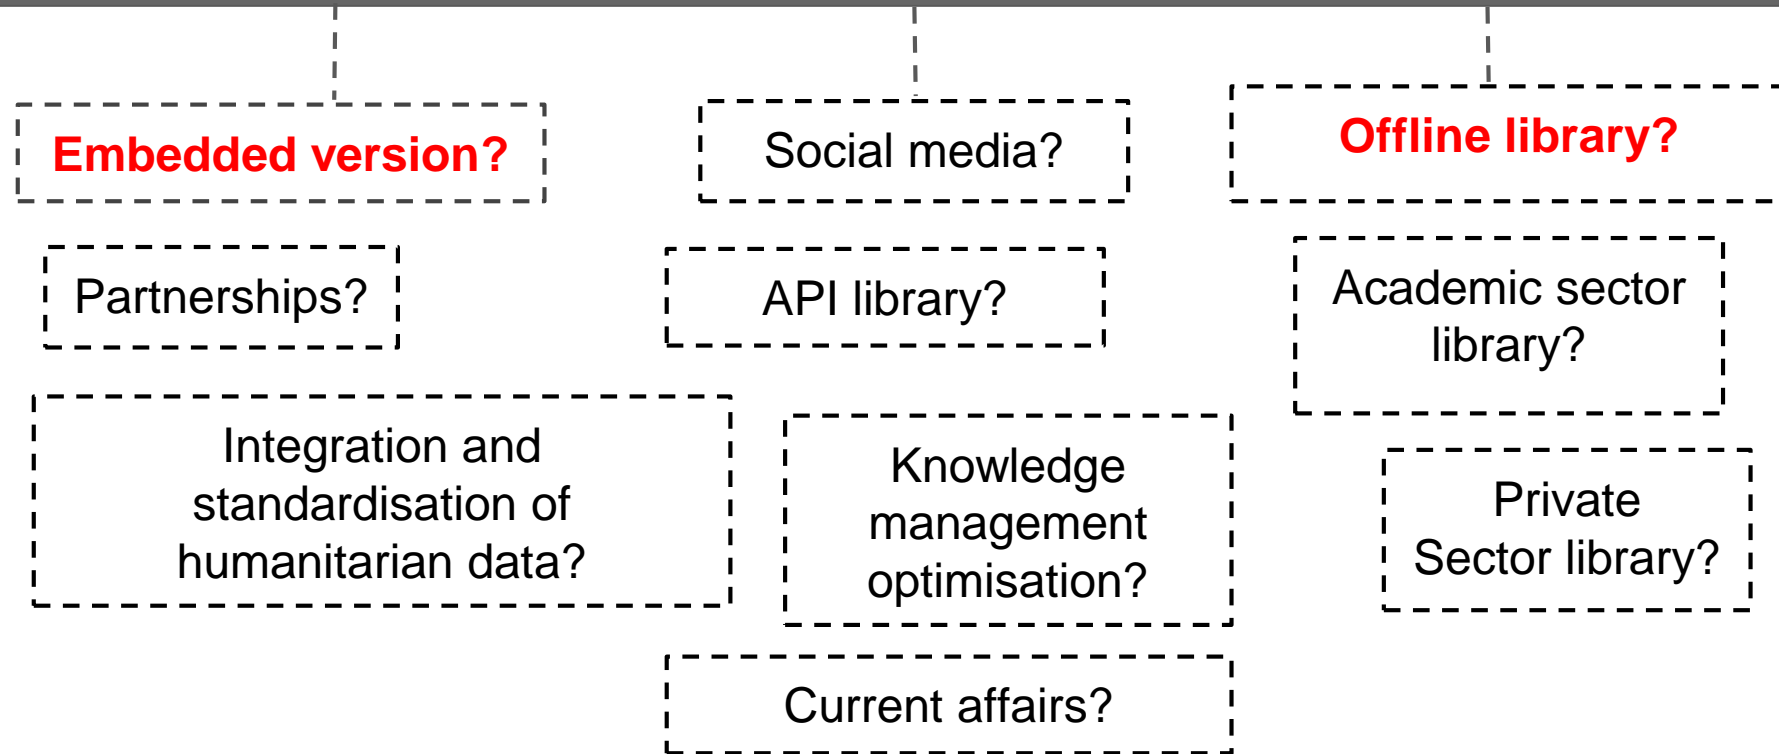 Embedded version?
Social media?
Offline library?
Partnerships?
API library?
Academic sector
library?
Integration and
standardisation of
humanitarian data?
Knowledge
management
optimisation?
Private
Sector library?
Current affairs?